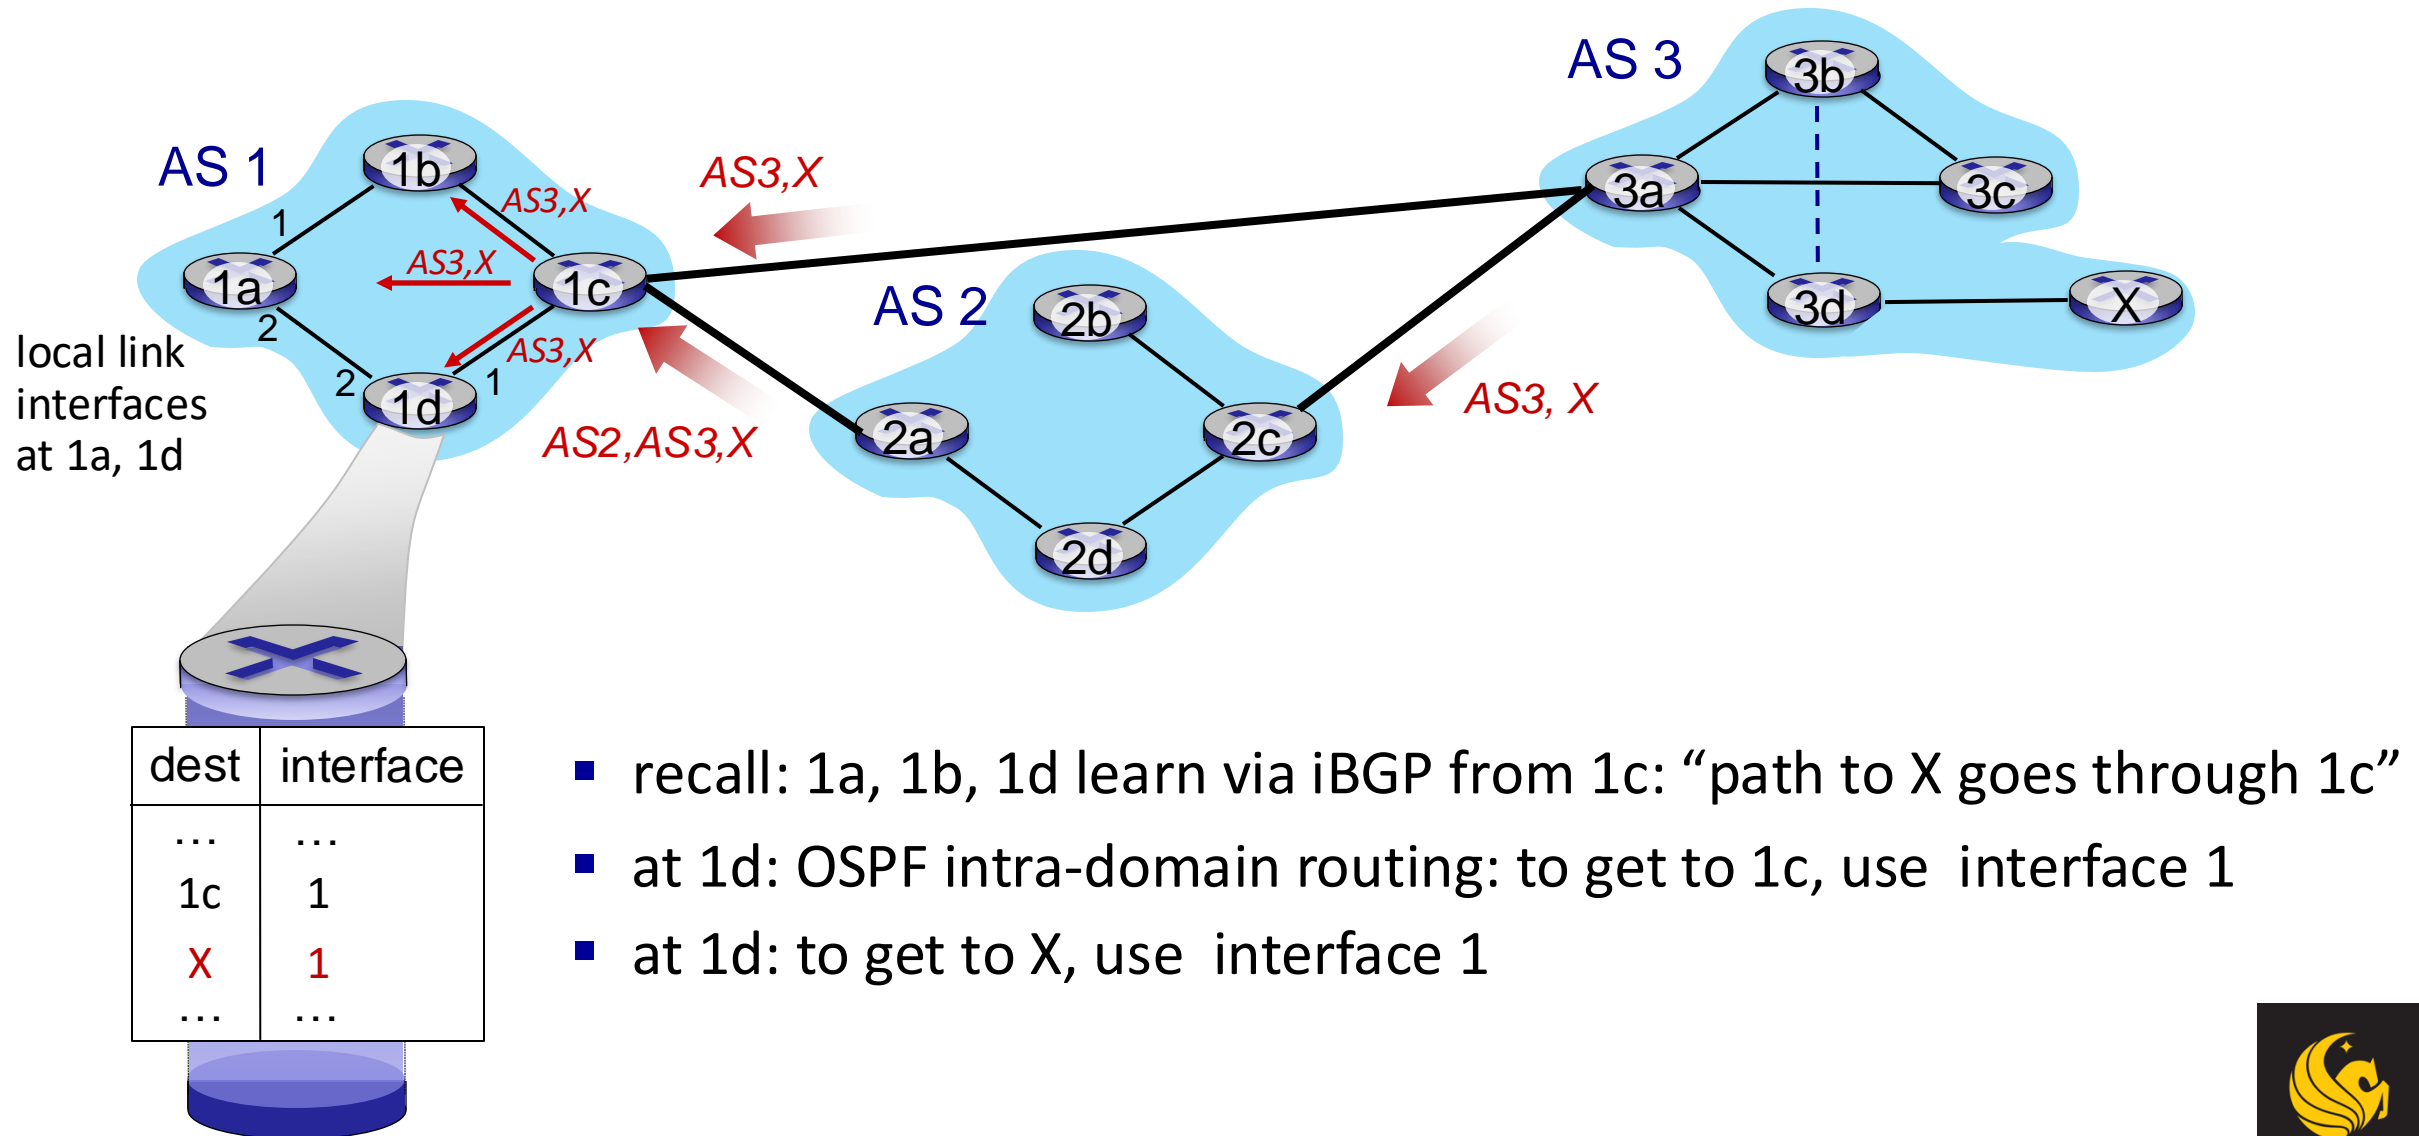 AS 3
3b
AS 1
1b
AS3,X
3a
3c
AS3,X
1
AS3,X
1a
1c
AS 2
2b
3d
X
2
local link
interfaces
at 1a, 1d
AS3,X
2
1
1d
AS3, X
AS2,AS3,X
2a
2c
2d
dest interface
... ...
1c 1
X 1
... ...
▪ recall: 1a, 1b, 1d learn via iBGP from 1c: “path to X goes through 1c”
▪ at 1d: OSPF intra-domain routing: to get to 1c, use interface 1
▪ at 1d: to get to X, use interface 1